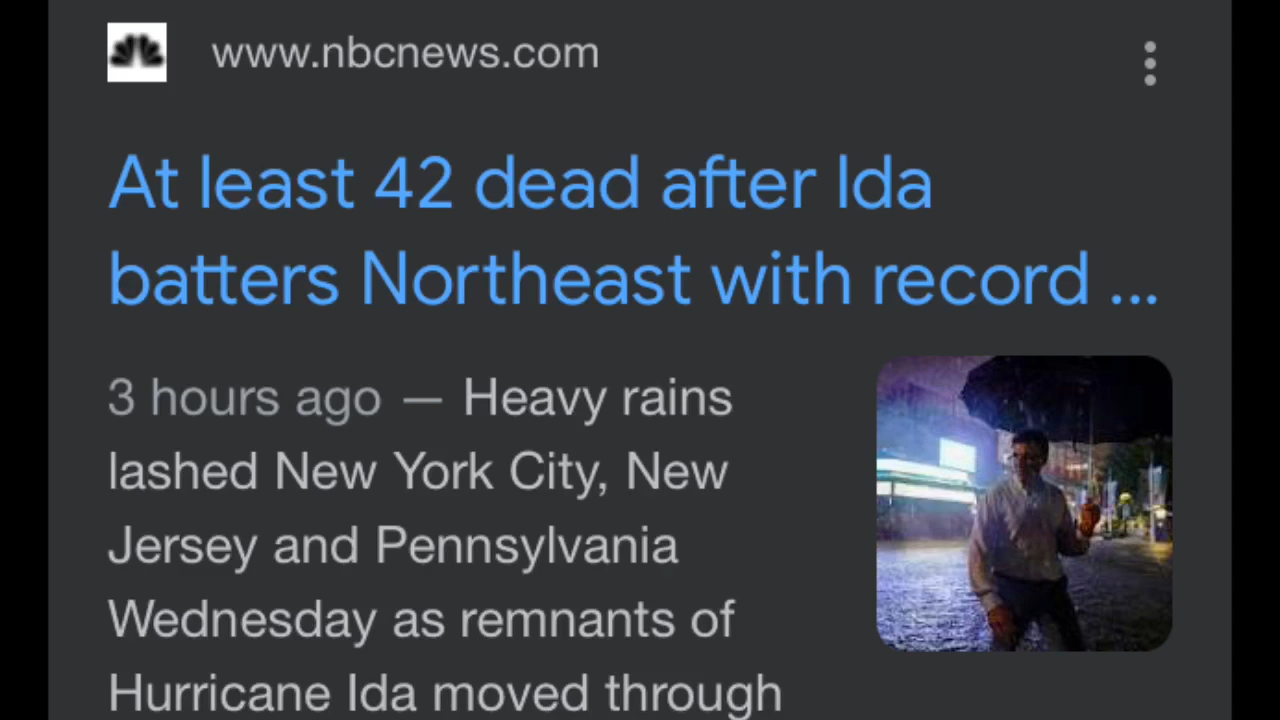 www.nbcnews.com
At least 42 dead after Ida
batters Northeast with record ...
3 hours ago — Heavy rains
lashed New York City, New
Jersey and Pennsylvania
Wednesday as remnants of
Hurricane Ida moved through